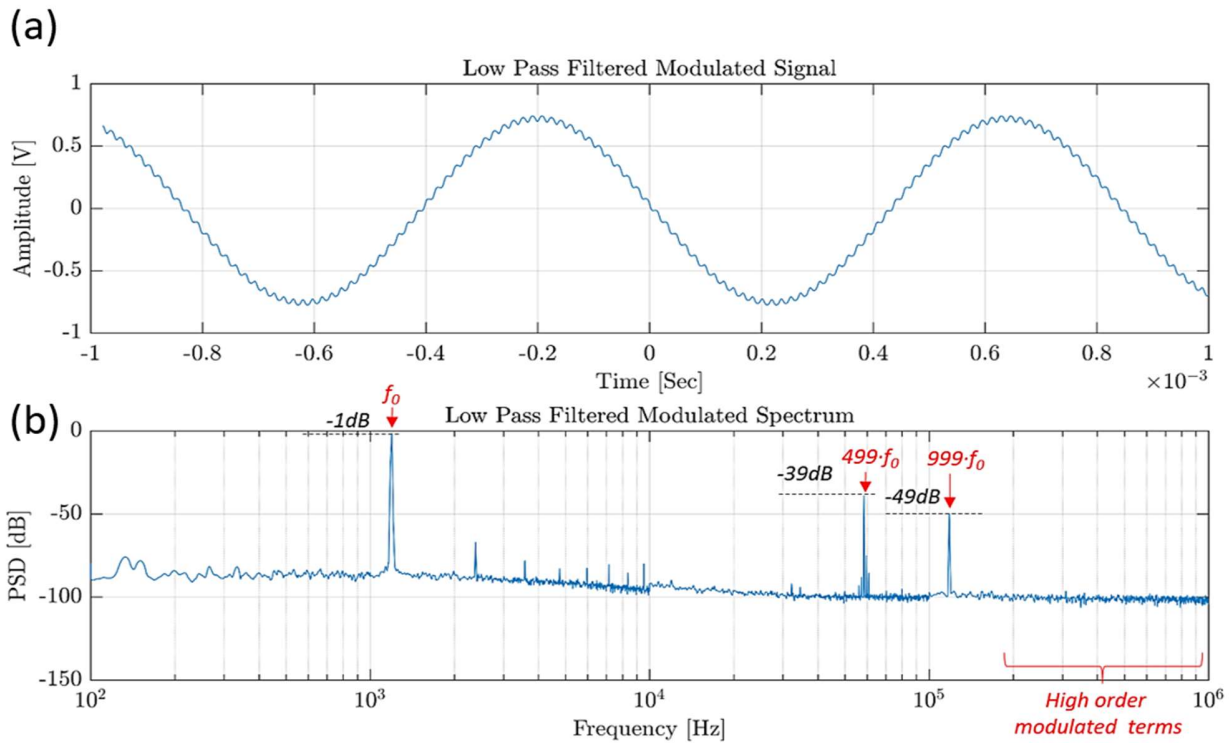 (a)
Low Pass Filtered Modulated Signal
1
0.5
0
-0.5
-1
Amplitude [V]
-1 -0.8 -0.6 -0.4 -0.2 0 0.2 0.4 0.6 0.8 1
Time [Sec]
×10⁻³
(b)
f₀
Low Pass Filtered Modulated Spectrum
-1dB
-39dB
499·f₀
999·f₀
-49dB
0
-50
-100
-150
PSD [dB]
10² 10³ 10⁴ 10⁵ 10⁶
Frequency [Hz]
High order
modulated terms